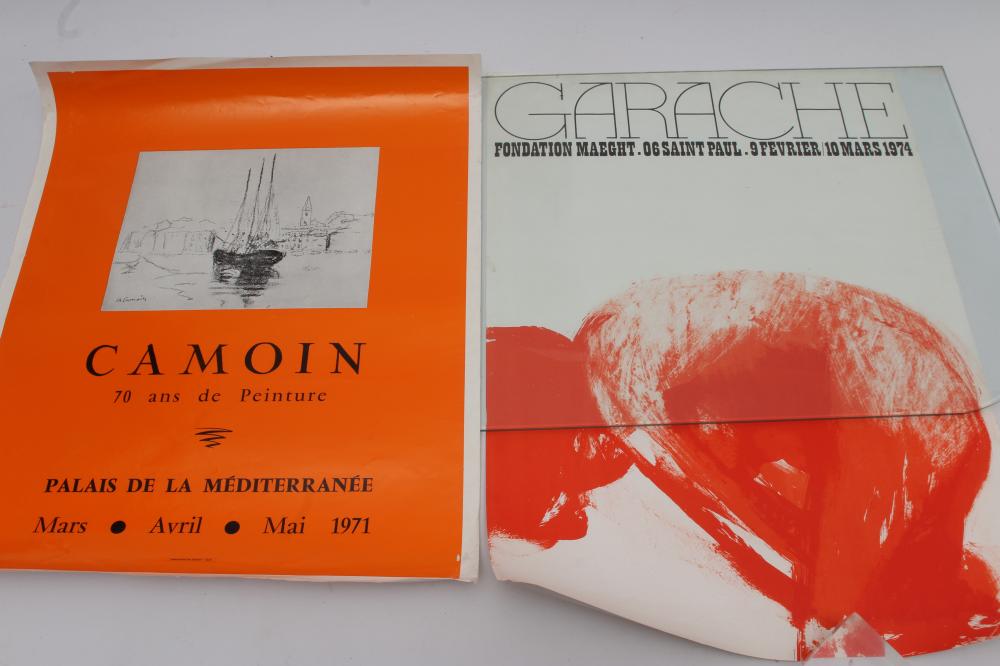 CAMOIN
70 ans de Peinture
PALAIS DE LA MÉDITERRANÉE
Mars ● Avril ● Mai 1971
GARACHE
FONDATION MAEGHT . 06 SAINT PAUL . 9 FEVRIER / 10 MARS 1974